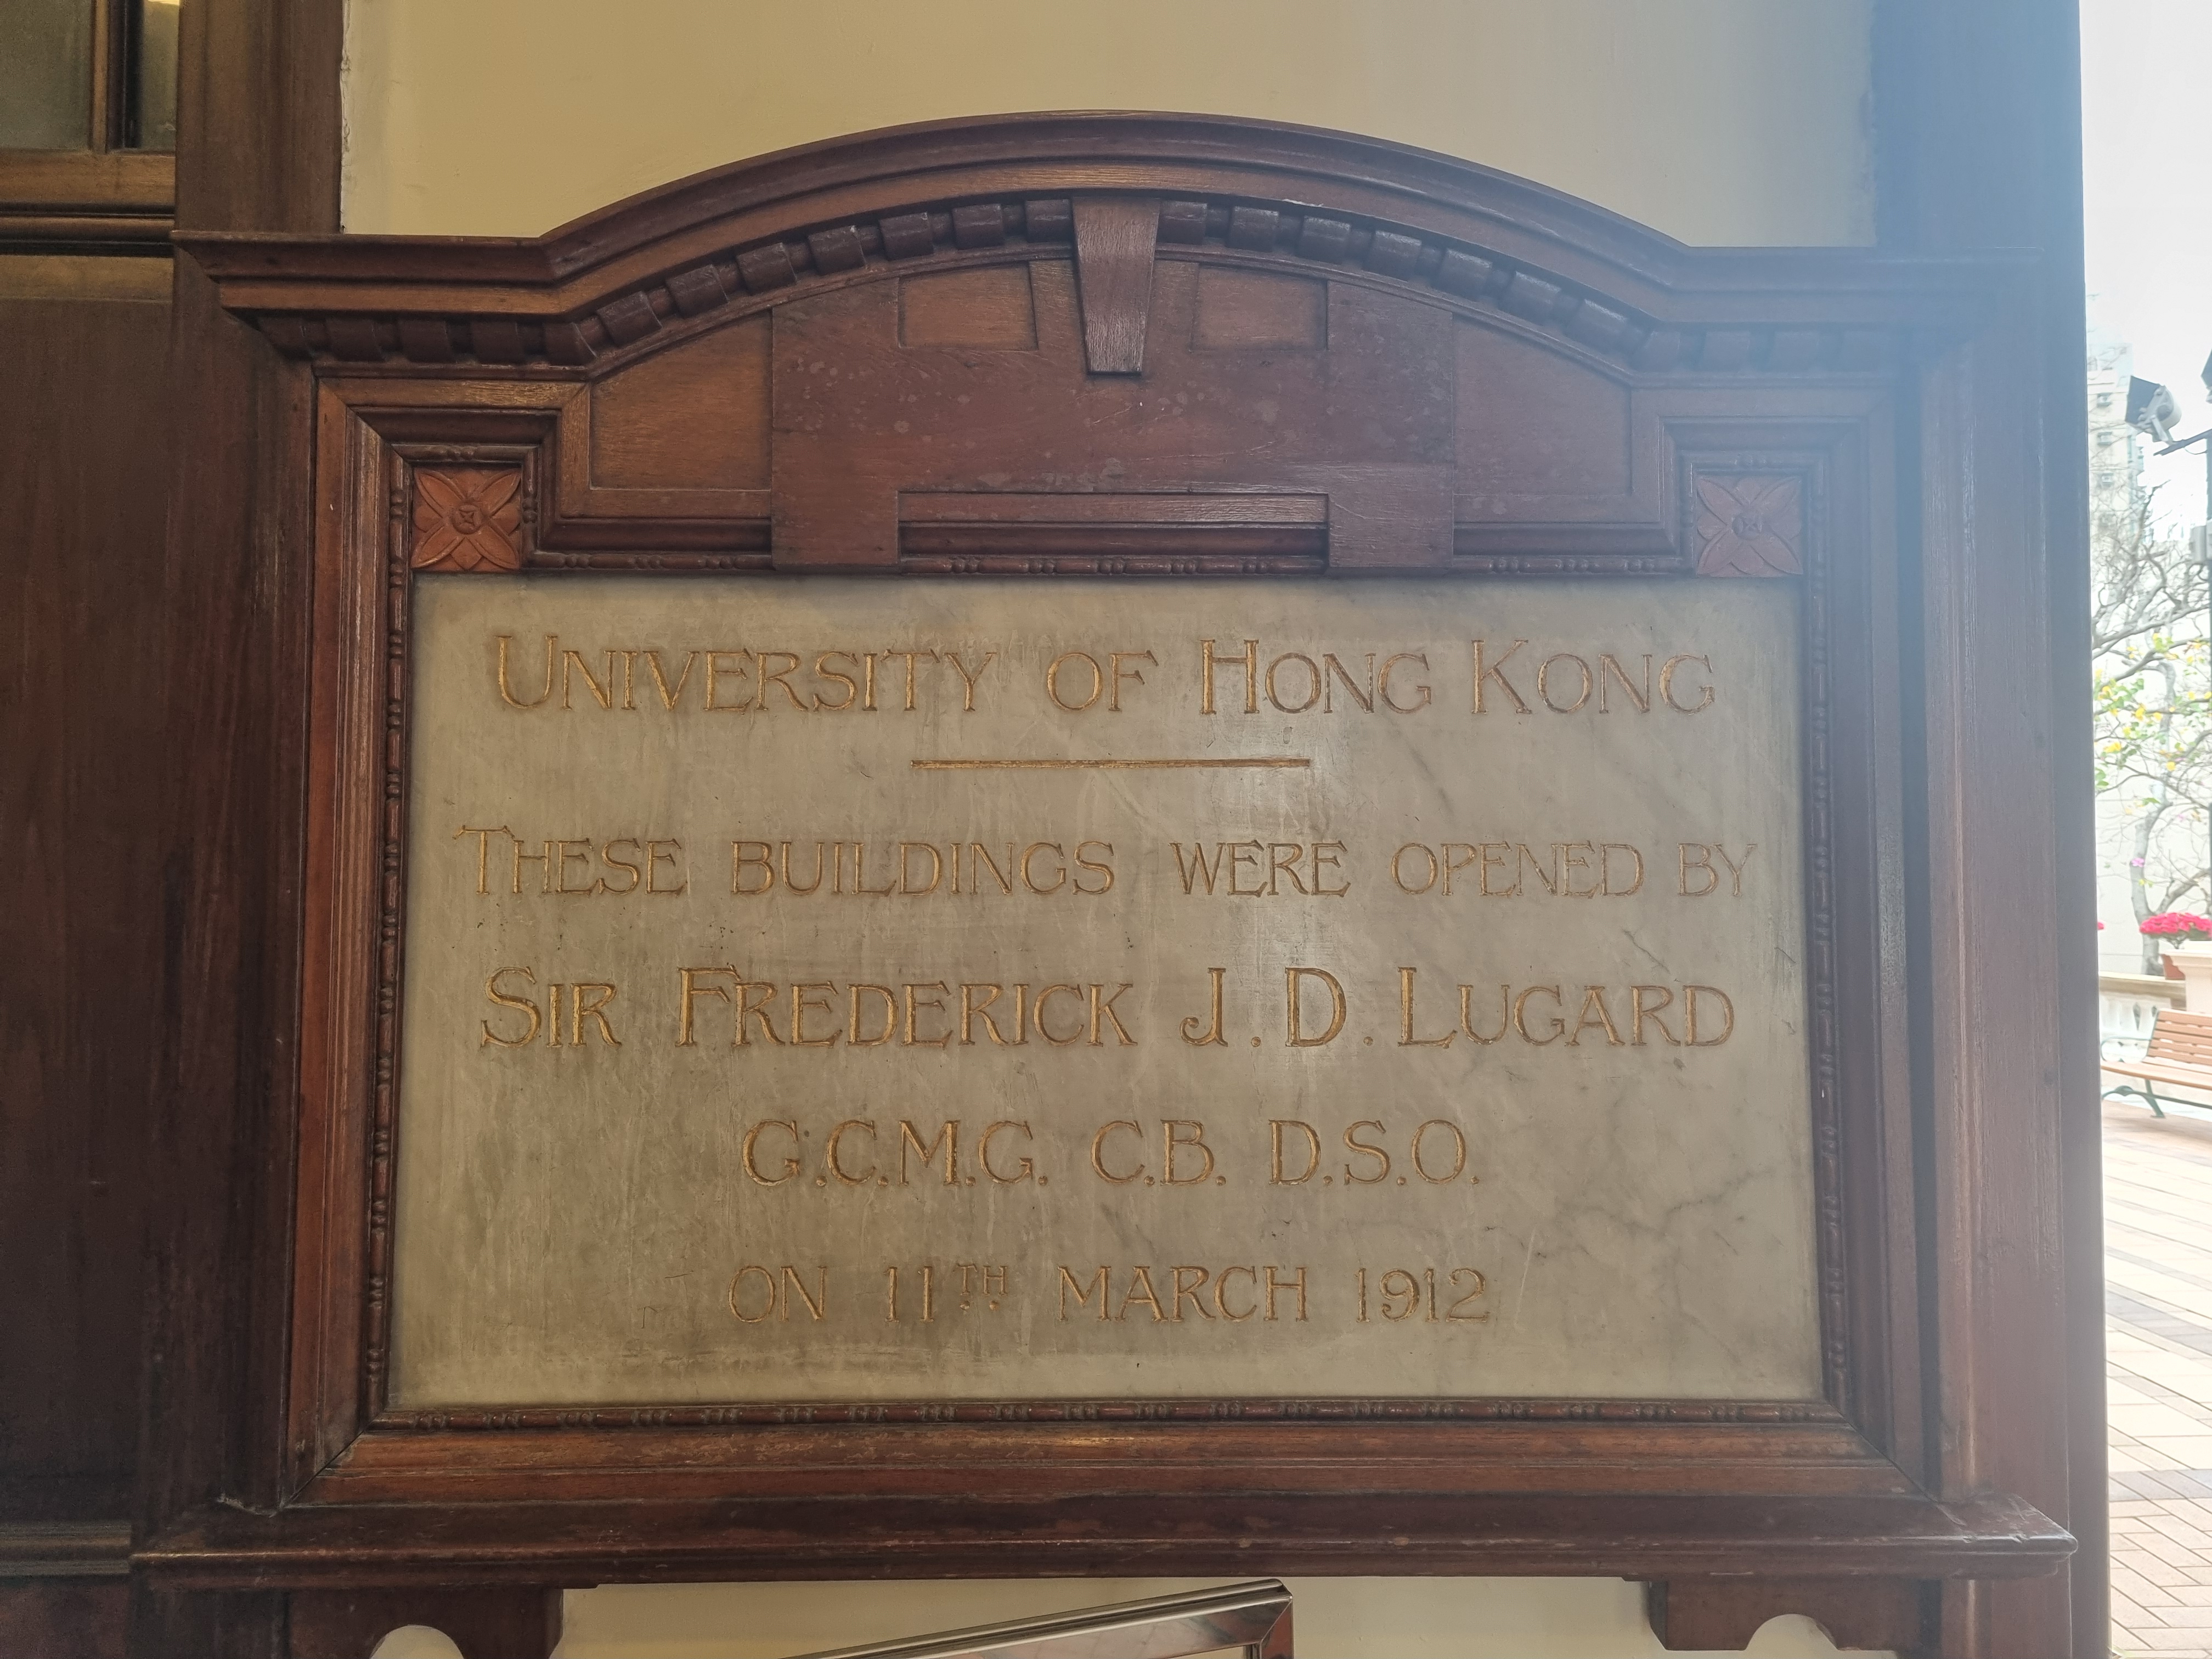 UNIVERSITY OF HONG KONG
THESE BUILDINGS WERE OPENED BY
SIR FREDERICK J. D. LUGARD
G.C.M.G. C.B. D.S.O.
ON 11TH MARCH 1912